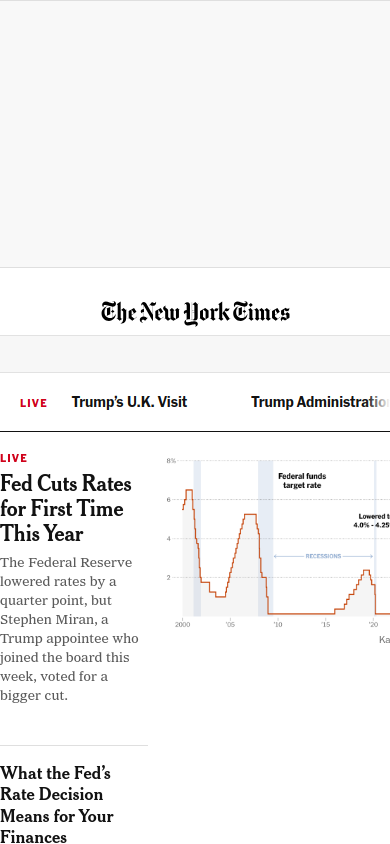 The New York Times
LIVE Trump's U.K. Visit Trump Administratio
LIVE
Fed Cuts Rates
for First Time
This Year
The Federal Reserve
lowered rates by a
quarter point, but
Stephen Miran, a
Trump appointee who
joined the board this
week, voted for a
bigger cut.
8%
6
4
2
Federal funds
target rate
Lowered t
4.0% - 4.25
RECESSIONS
2000 '05 '10 '15 '20
Ka
What the Fed's
Rate Decision
Means for Your
Finances